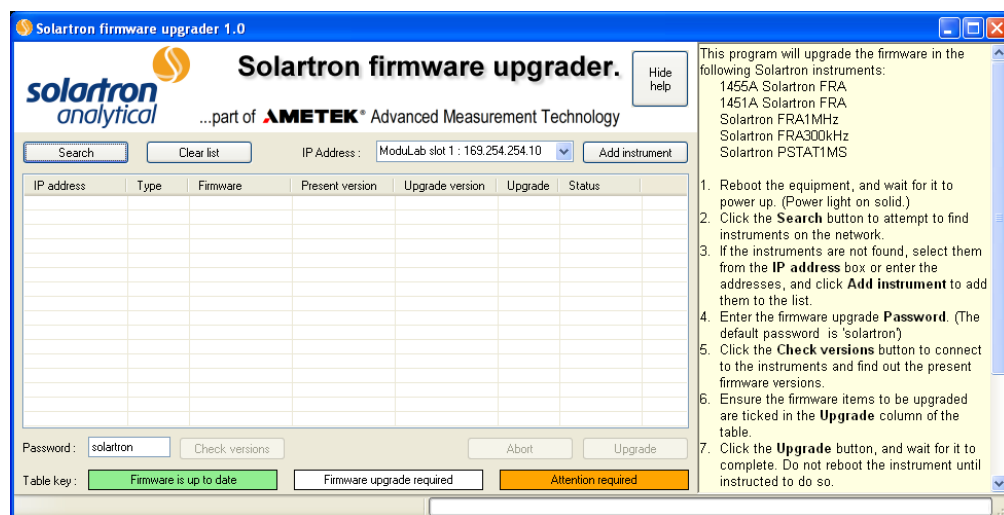 Solartron firmware upgrader 1.0
solartron
analytical
Solartron firmware upgrader.
...part of AMETEK® Advanced Measurement Technology
Hide
help
Search
Clear list
IP Address :
ModuLab slot 1 : 169.254.254.10
Add instrument
IP address
Type
Firmware
Present version
Upgrade version
Upgrade
Status
Password :
solartron
Check versions
Abort
Upgrade
Table key :
Firmware is up to date
Firmware upgrade required
Attention required
This program will upgrade the firmware in the
following Solartron instruments:
1455A Solartron FRA
1451A Solartron FRA
Solartron FRA1MHz
Solartron FRA300kHz
Solartron PSTAT1MS
1. Reboot the equipment, and wait for it to
power up. (Power light on solid.)
2. Click the Search button to attempt to find
instruments on the network.
3. If the instruments are not found, select them
from the IP address box or enter the
addresses, and click Add instrument to add
them to the list.
4. Enter the firmware upgrade Password. (The
default password is 'solartron')
5. Click the Check versions button to connect
to the instruments and find out the present
firmware versions.
6. Ensure the firmware items to be upgraded
are ticked in the Upgrade column of the
table.
7. Click the Upgrade button, and wait for it to
complete. Do not reboot the instrument until
instructed to do so.